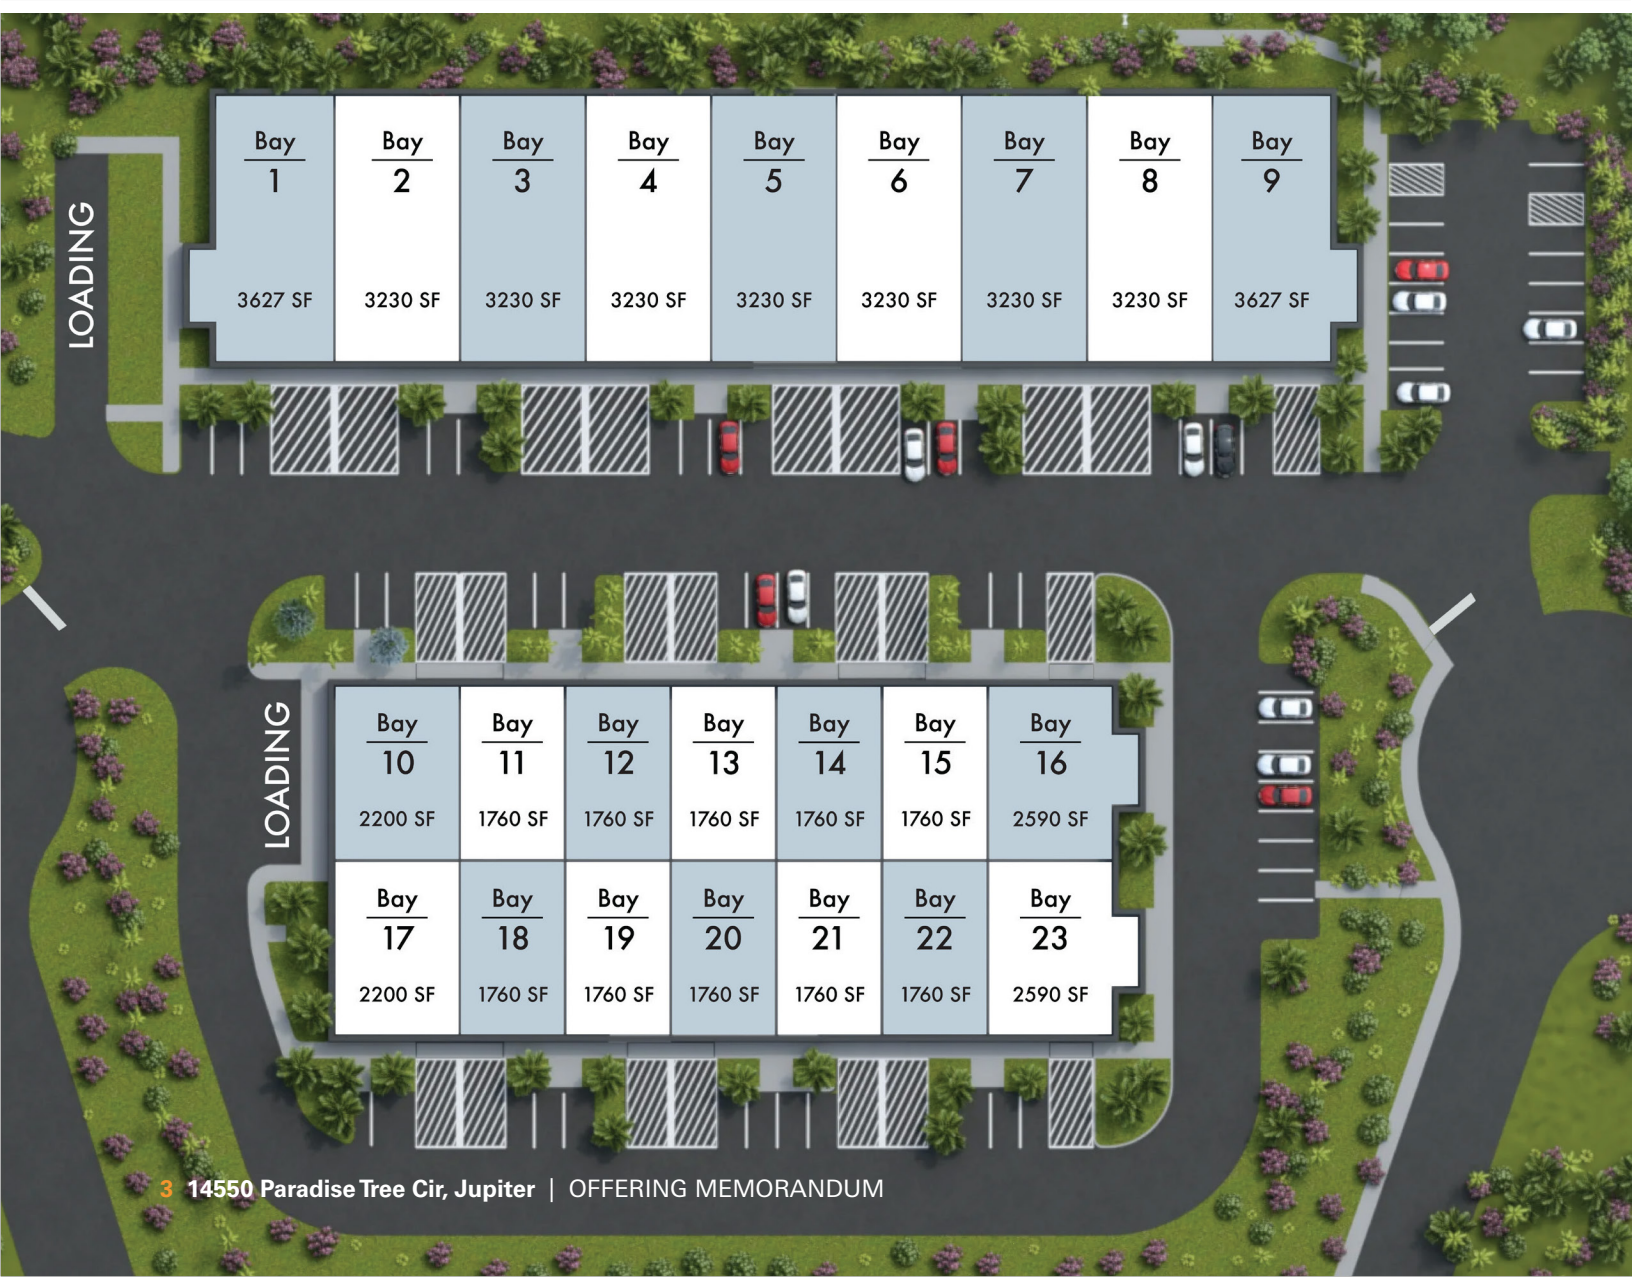 Bay
1
3627 SF
Bay
2
3230 SF
Bay
3
3230 SF
Bay
4
3230 SF
Bay
5
3230 SF
Bay
6
3230 SF
Bay
7
3230 SF
Bay
8
3230 SF
Bay
9
3627 SF
LOADING
LOADING
Bay
10
2200 SF
Bay
11
1760 SF
Bay
12
1760 SF
Bay
13
1760 SF
Bay
14
1760 SF
Bay
15
1760 SF
Bay
16
2590 SF
Bay
17
2200 SF
Bay
18
1760 SF
Bay
19
1760 SF
Bay
20
1760 SF
Bay
21
1760 SF
Bay
22
1760 SF
Bay
23
2590 SF
3 14550 Paradise Tree Cir, Jupiter | OFFERING MEMORANDUM